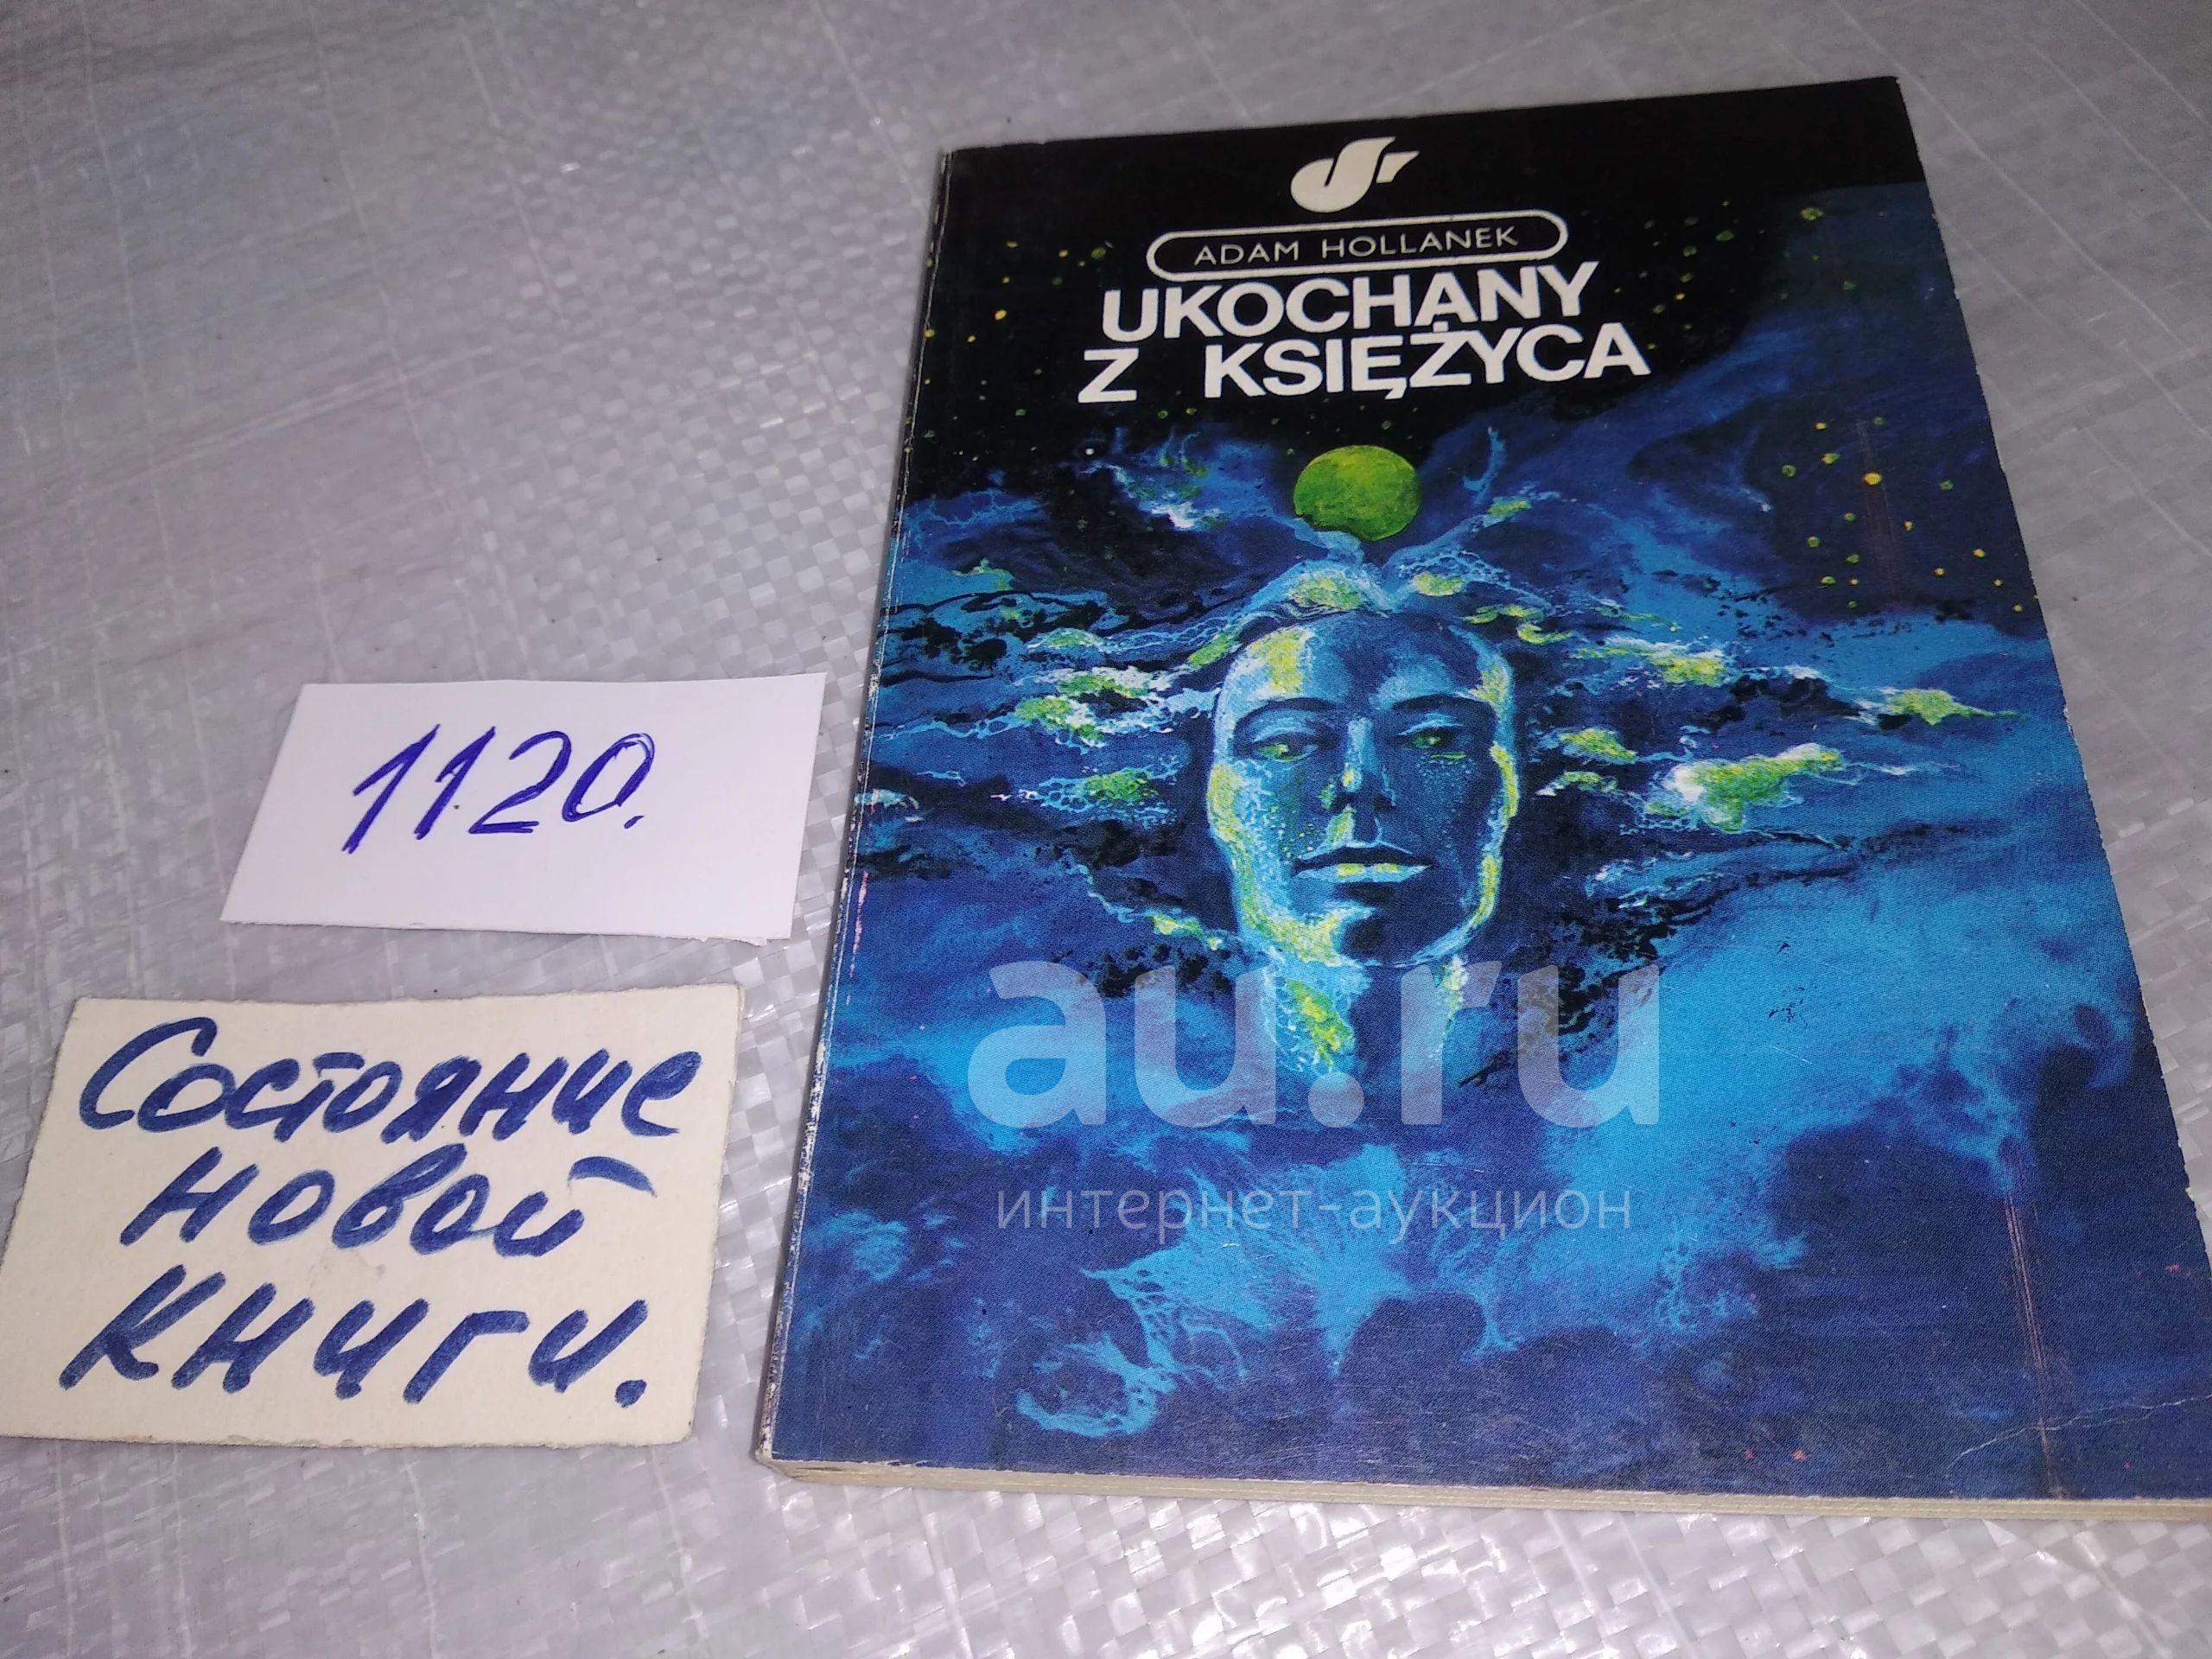 ADAM HOLLANEK
UKOCHANY
Z KSIĘŻYCA
1120.
Состояние
новой
книги.
au.ru
интернет-аукцион